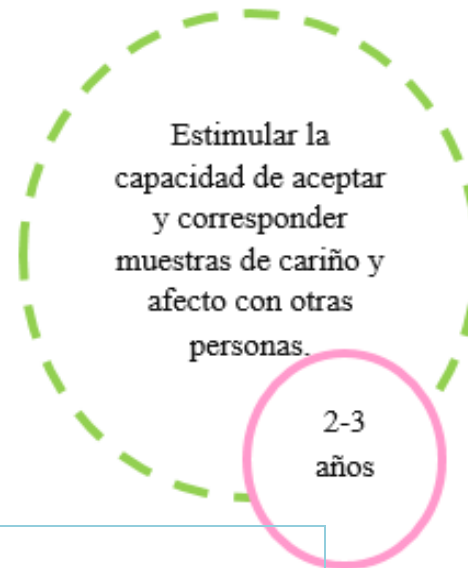 Estimular la
capacidad de aceptar
y corresponder
muestras de cariño y
afecto con otras
personas.
2-3
años